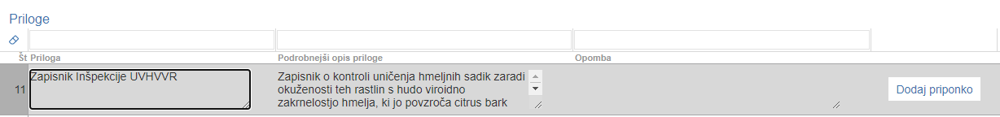 Priloge
Št Priloga Podrobnejši opis priloge Opomba
11 Zapisnik Inšpekcije UVHVVR Zapisnik o kontroli uničenja hmeljnih sadik zaradi
okuženosti teh rastlin s hudo viroidno
zakrnelostjo hmelja, ki jo povzroča citrus bark
Dodaj priponko